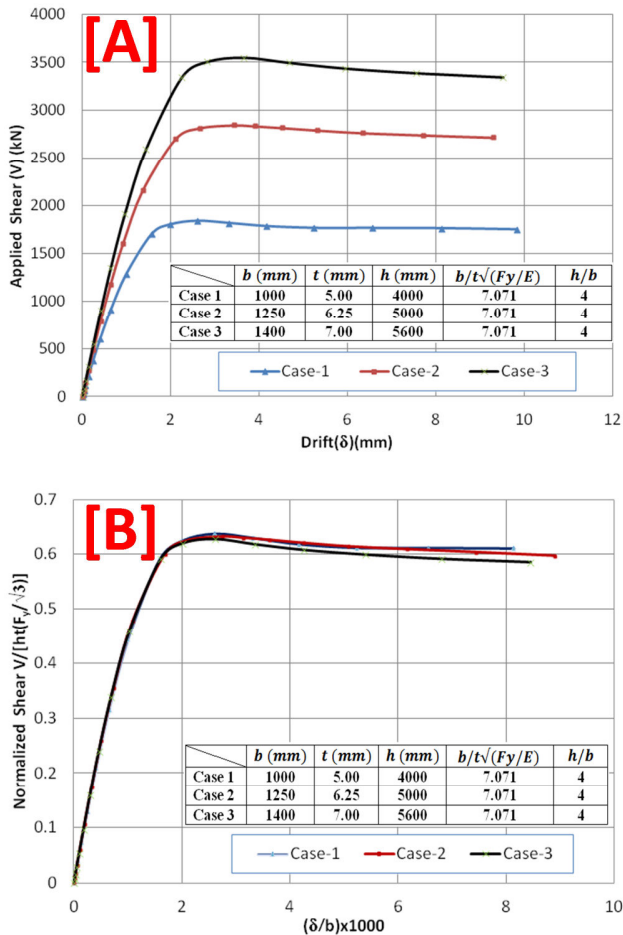 [A]
4000
3500
3000
2500
2000
1500
1000
500
0
Applied Shear (V) (kN)
b (mm) t (mm) h (mm) b/t√(Fy/E) h/b
Case 1 1000 5.00 4000 7.071 4
Case 2 1250 6.25 5000 7.071 4
Case 3 1400 7.00 5600 7.071 4
Case-1 Case-2 Case-3
0 2 4 6 8 10 12
Drift(δ)(mm)
[B]
0.7
0.6
0.5
0.4
0.3
0.2
0.1
0
Normalized Shear V/[ht(Fy/√3)]
b (mm) t (mm) h (mm) b/t√(Fy/E) h/b
Case 1 1000 5.00 4000 7.071 4
Case 2 1250 6.25 5000 7.071 4
Case 3 1400 7.00 5600 7.071 4
Case-1 Case-2 Case-3
0 2 4 6 8 10
(δ/b)x1000